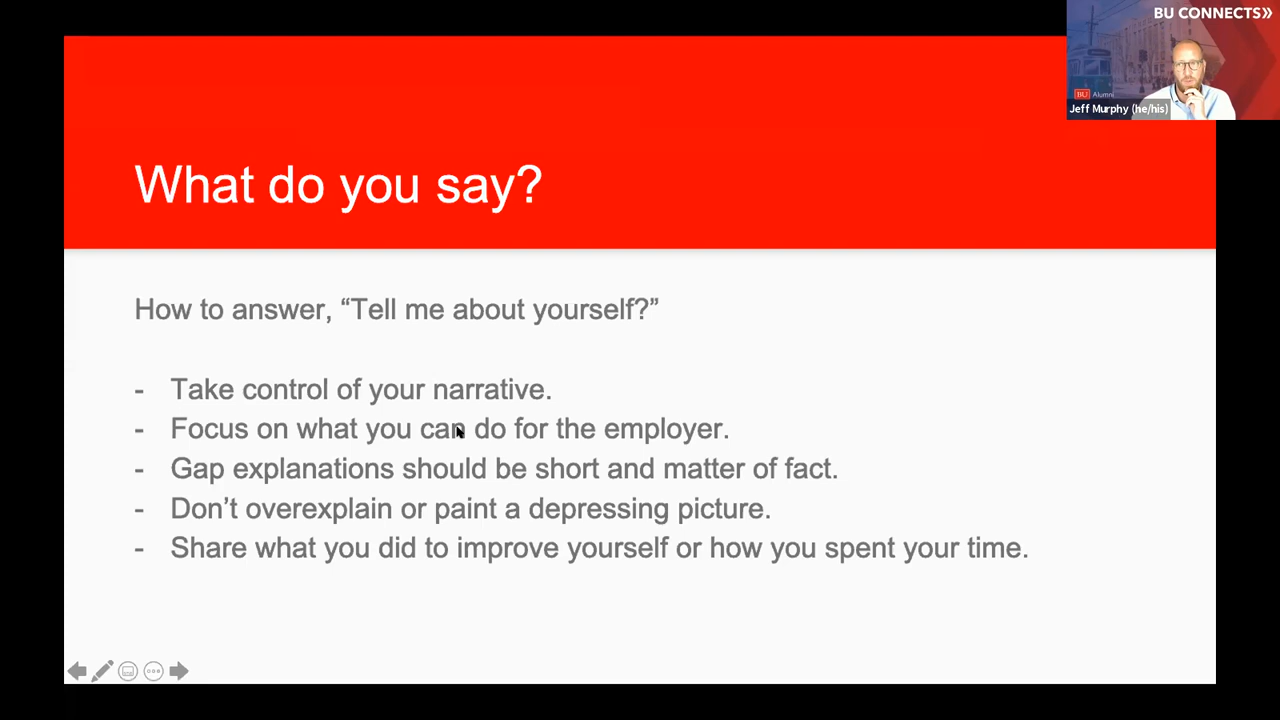 BU CONNECTS»
BU Alumni
Jeff Murphy (he/his)
What do you say?
How to answer, “Tell me about yourself?”
- Take control of your narrative.
- Focus on what you can do for the employer.
- Gap explanations should be short and matter of fact.
- Don’t overexplain or paint a depressing picture.
- Share what you did to improve yourself or how you spent your time.